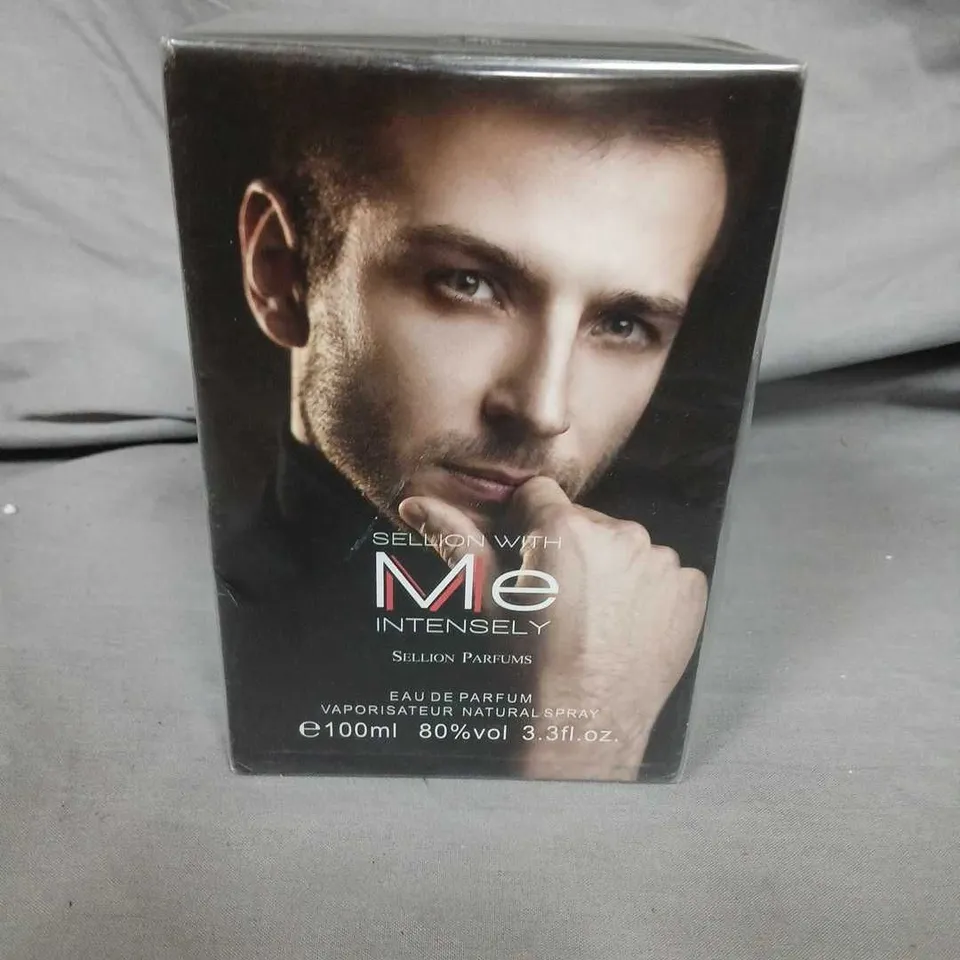 SELLION WITH
Me
INTENSELY
SELLION PARFUMS
EAU DE PARFUM
VAPORISATEUR NATURAL SPRAY
℮100ml 80%vol 3.3fl.oz.